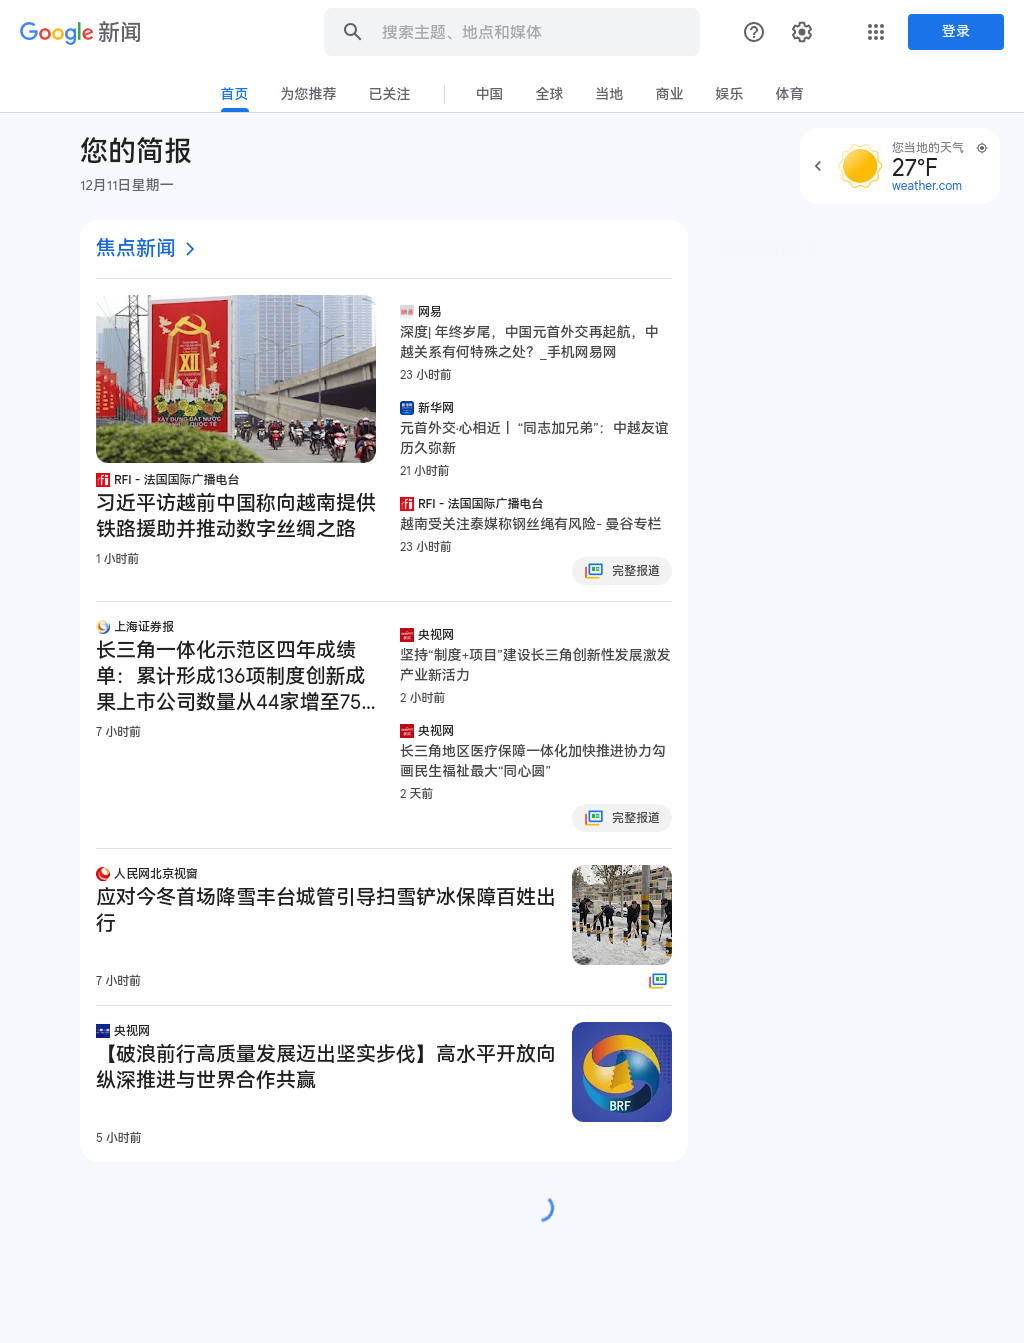 Google 新闻
搜索主题、地点和媒体
登录
首页
为您推荐
已关注
中国
全球
当地
商业
娱乐
体育
您的简报
12月11日星期一
您当地的天气
27°F
weather.com
焦点新闻
XII
XÂY DỰNG ĐẤT NƯỚC
RFI - 法国国际广播电台
习近平访越前中国称向越南提供
铁路援助并推动数字丝绸之路
1 小时前
网易
深度| 年终岁尾，中国元首外交再起航，中
越关系有何特殊之处？_手机网易网
23 小时前
新华网
元首外交·心相近丨 “同志加兄弟”：中越友谊
历久弥新
21 小时前
RFI - 法国国际广播电台
越南受关注泰媒称钢丝绳有风险- 曼谷专栏
23 小时前
完整报道
上海证券报
长三角一体化示范区四年成绩
单：累计形成136项制度创新成
果上市公司数量从44家增至75...
7 小时前
央视网
坚持“制度+项目”建设长三角创新性发展激发
产业新活力
2 小时前
央视网
长三角地区医疗保障一体化加快推进协力勾
画民生福祉最大“同心圆”
2 天前
完整报道
人民网北京视窗
应对今冬首场降雪丰台城管引导扫雪铲冰保障百姓出
行
7 小时前
央视网
【破浪前行高质量发展迈出坚实步伐】高水平开放向
纵深推进与世界合作共赢
BRF
5 小时前